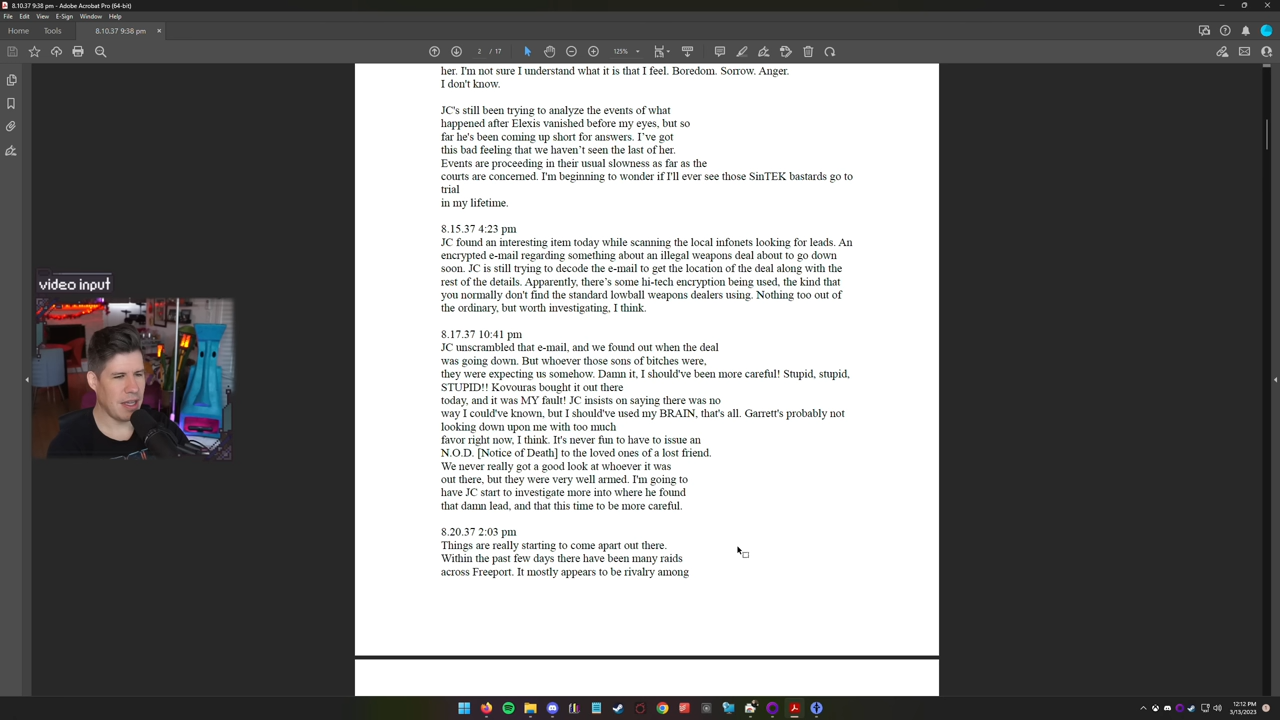 8.10.37 9:38 pm - Adobe Acrobat Pro (64-bit)
File Edit View E-Sign Window Help
Home Tools 8.10.37 9:38 pm ×
2 / 17 125%
her. I'm not sure I understand what it is that I feel. Boredom. Sorrow. Anger.
I don't know.
JC's still been trying to analyze the events of what
happened after Elexis vanished before my eyes, but so
far he's been coming up short for answers. I've got
this bad feeling that we haven't seen the last of her.
Events are proceeding in their usual slowness as far as the
courts are concerned. I'm beginning to wonder if I'll ever see those SinTEK bastards go to
trial
in my lifetime.
8.15.37 4:23 pm
JC found an interesting item today while scanning the local infonets looking for leads. An
encrypted e-mail regarding something about an illegal weapons deal about to go down
soon. JC is still trying to decode the e-mail to get the location of the deal along with the
rest of the details. Apparently, there's some hi-tech encryption being used, the kind that
you normally don't find the standard lowball weapons dealers using. Nothing too out of
the ordinary, but worth investigating, I think.
video input
8.17.37 10:41 pm
JC unscrambled that e-mail, and we found out when the deal
was going down. But whoever those sons of bitches were,
they were expecting us somehow. Damn it, I should've been more careful! Stupid, stupid,
STUPID!! Kovouras bought it out there
today, and it was MY fault! JC insists on saying there was no
way I could've known, but I should've used my BRAIN, that's all. Garrett's probably not
looking down upon me with too much
favor right now, I think. It's never fun to have to issue an
N.O.D. [Notice of Death] to the loved ones of a lost friend.
We never really got a good look at whoever it was
out there, but they were very well armed. I'm going to
have JC start to investigate more into where he found
that damn lead, and that this time to be more careful.
8.20.37 2:03 pm
Things are really starting to come apart out there.
Within the past few days there have been many raids
across Freeport. It mostly appears to be rivalry among
12:12 PM
3/13/2023